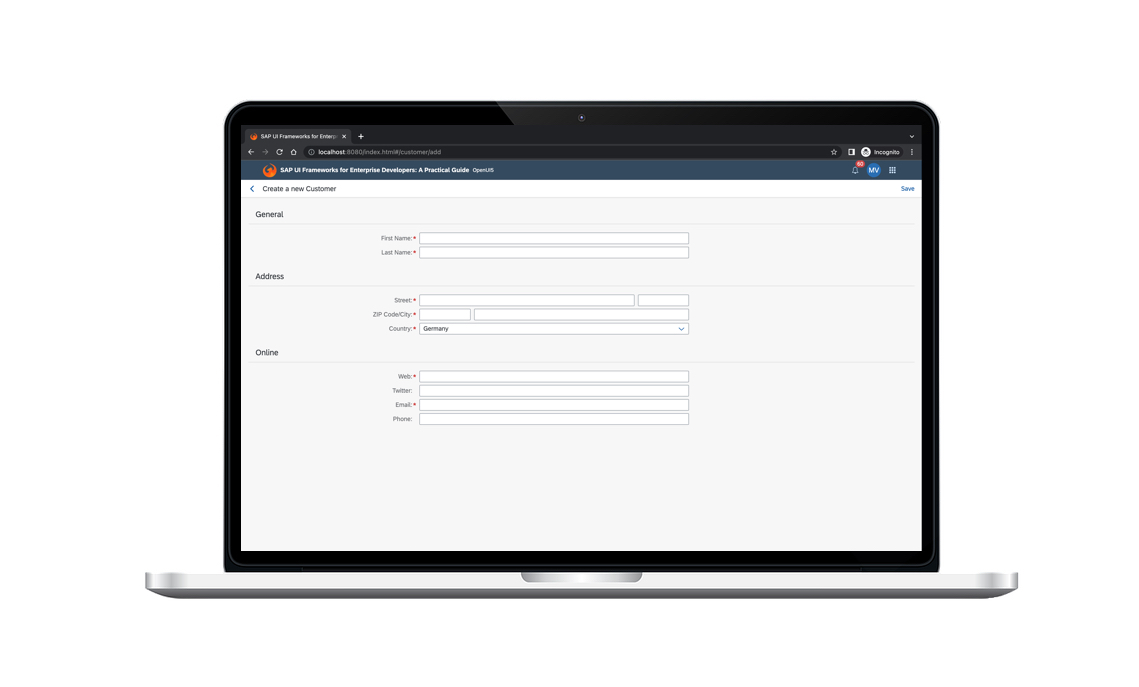 SAP UI Frameworks for Enterp
localhost:8080/index.html#/customer/add
Incognito
SAP UI Frameworks for Enterprise Developers: A Practical Guide OpenUI5
60
MV
Create a new Customer
Save
General
First Name:*
Last Name:*
Address
Street:*
ZIP Code/City:*
Country:* Germany
Online
Web:*
Twitter:
Email:*
Phone: